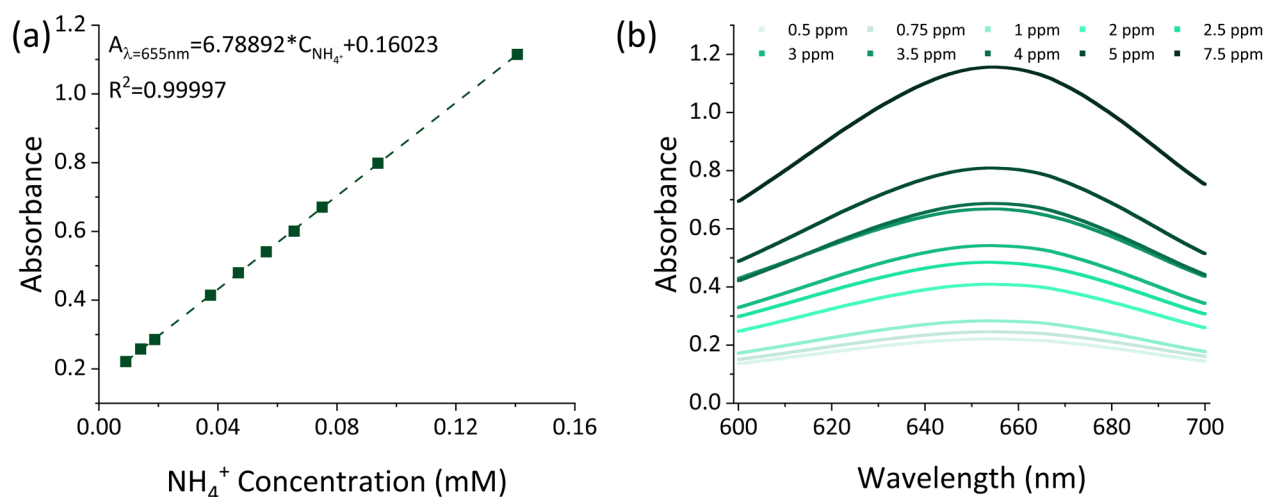 (a)
A λ=655nm=6.78892*C NH₄⁺+0.16023
R²=0.99997
1.2
1.0
0.8
0.6
0.4
0.2
Absorbance
0.00 0.04 0.08 0.12 0.16
NH₄⁺ Concentration (mM)
(b)
0.5 ppm 0.75 ppm 1 ppm 2 ppm 2.5 ppm
3 ppm 3.5 ppm 4 ppm 5 ppm 7.5 ppm
1.2
1.0
0.8
0.6
0.4
0.2
0.0
Absorbance
600 620 640 660 680 700
Wavelength (nm)